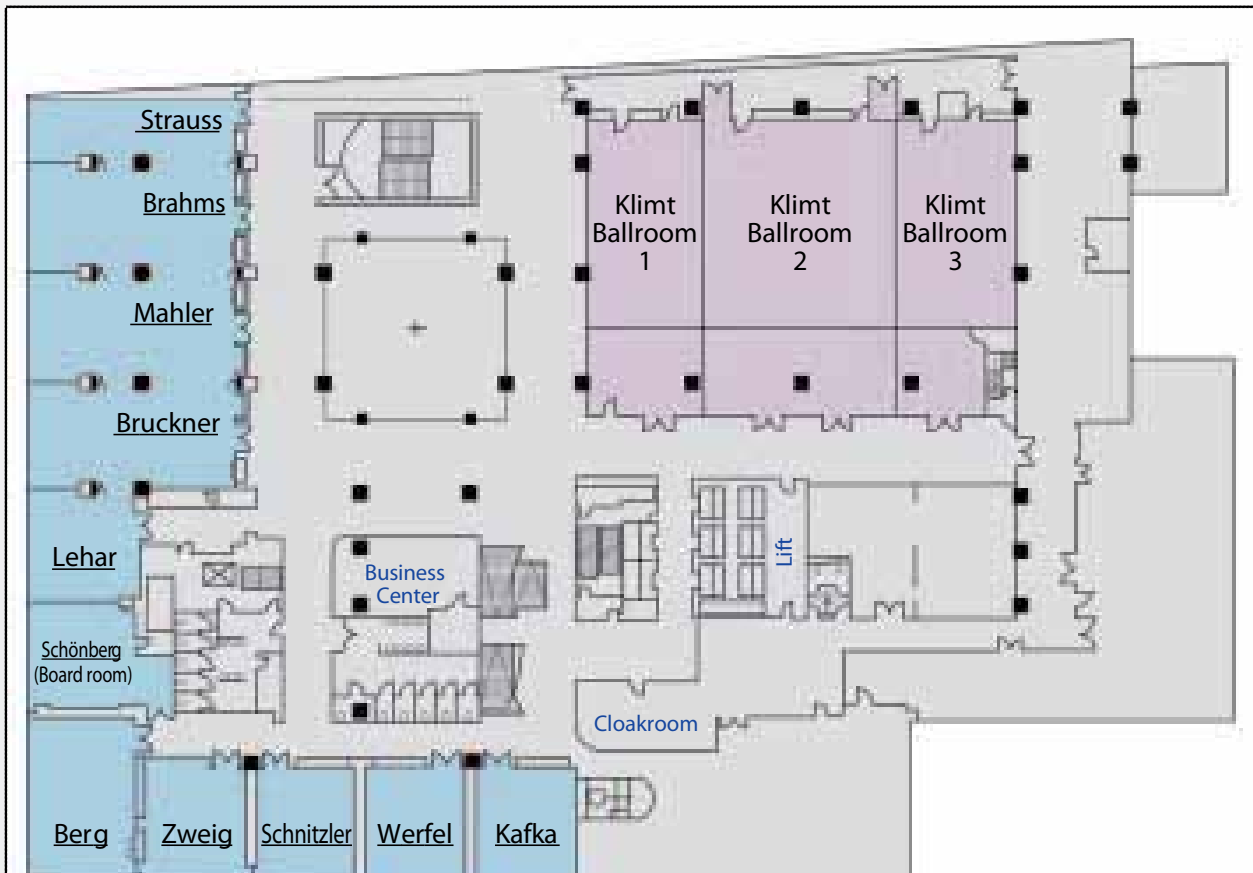 Strauss
Brahms
Mahler
Bruckner
Lehar
Schönberg
(Board room)
Klimt
Ballroom
1
Klimt
Ballroom
2
Klimt
Ballroom
3
Business
Center
Lift
Cloakroom
Berg
Zweig
Schnitzler
Werfel
Kafka